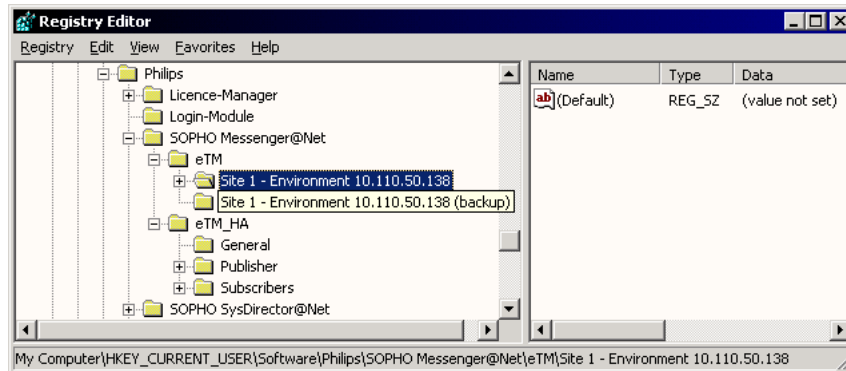 Registry Editor
Registry Edit View Favorites Help
Philips
Licence-Manager
Login-Module
SOPHO Messenger@Net
eTM
Site 1 - Environment 10.110.50.138
Site 1 - Environment 10.110.50.138 (backup)
eTM_HA
General
Publisher
Subscribers
SOPHO SysDirector@Net
Name Type Data
ab (Default) REG_SZ (value not set)
My Computer\HKEY_CURRENT_USER\Software\Philips\SOPHO Messenger@Net\eTM\Site 1 - Environment 10.110.50.138